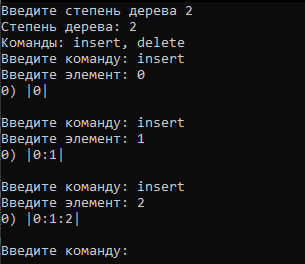 Введите степень дерева 2
Степень дерева: 2
Команды: insert, delete
Введите команду: insert
Введите элемент: 0
0) |0|
Введите команду: insert
Введите элемент: 1
0) |0:1|
Введите команду: insert
Введите элемент: 2
0) |0:1:2|
Введите команду: